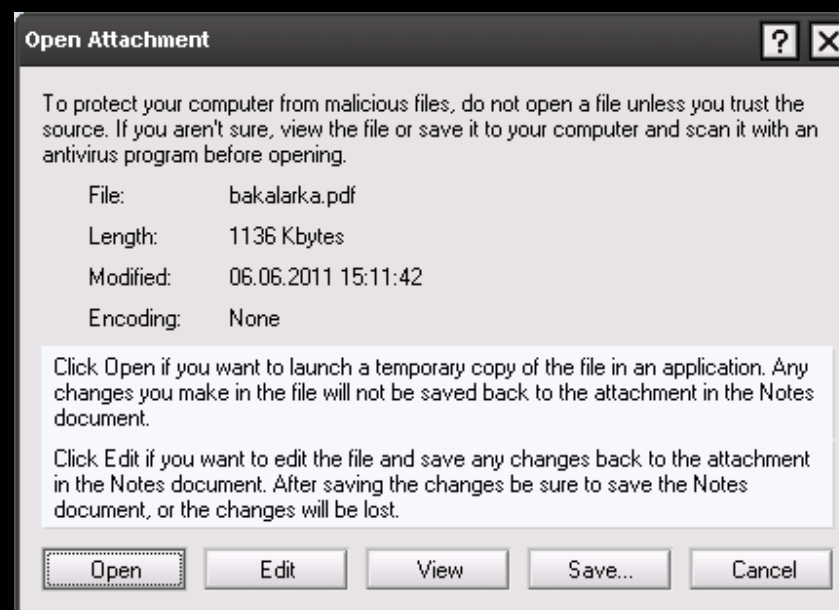 Open Attachment
To protect your computer from malicious files, do not open a file unless you trust the
source. If you aren't sure, view the file or save it to your computer and scan it with an
antivirus program before opening.
File: bakalarka.pdf
Length: 1136 Kbytes
Modified: 06.06.2011 15:11:42
Encoding: None
Click Open if you want to launch a temporary copy of the file in an application. Any
changes you make in the file will not be saved back to the attachment in the Notes
document.
Click Edit if you want to edit the file and save any changes back to the attachment
in the Notes document. After saving the changes be sure to save the Notes
document, or the changes will be lost.
Open Edit View Save... Cancel